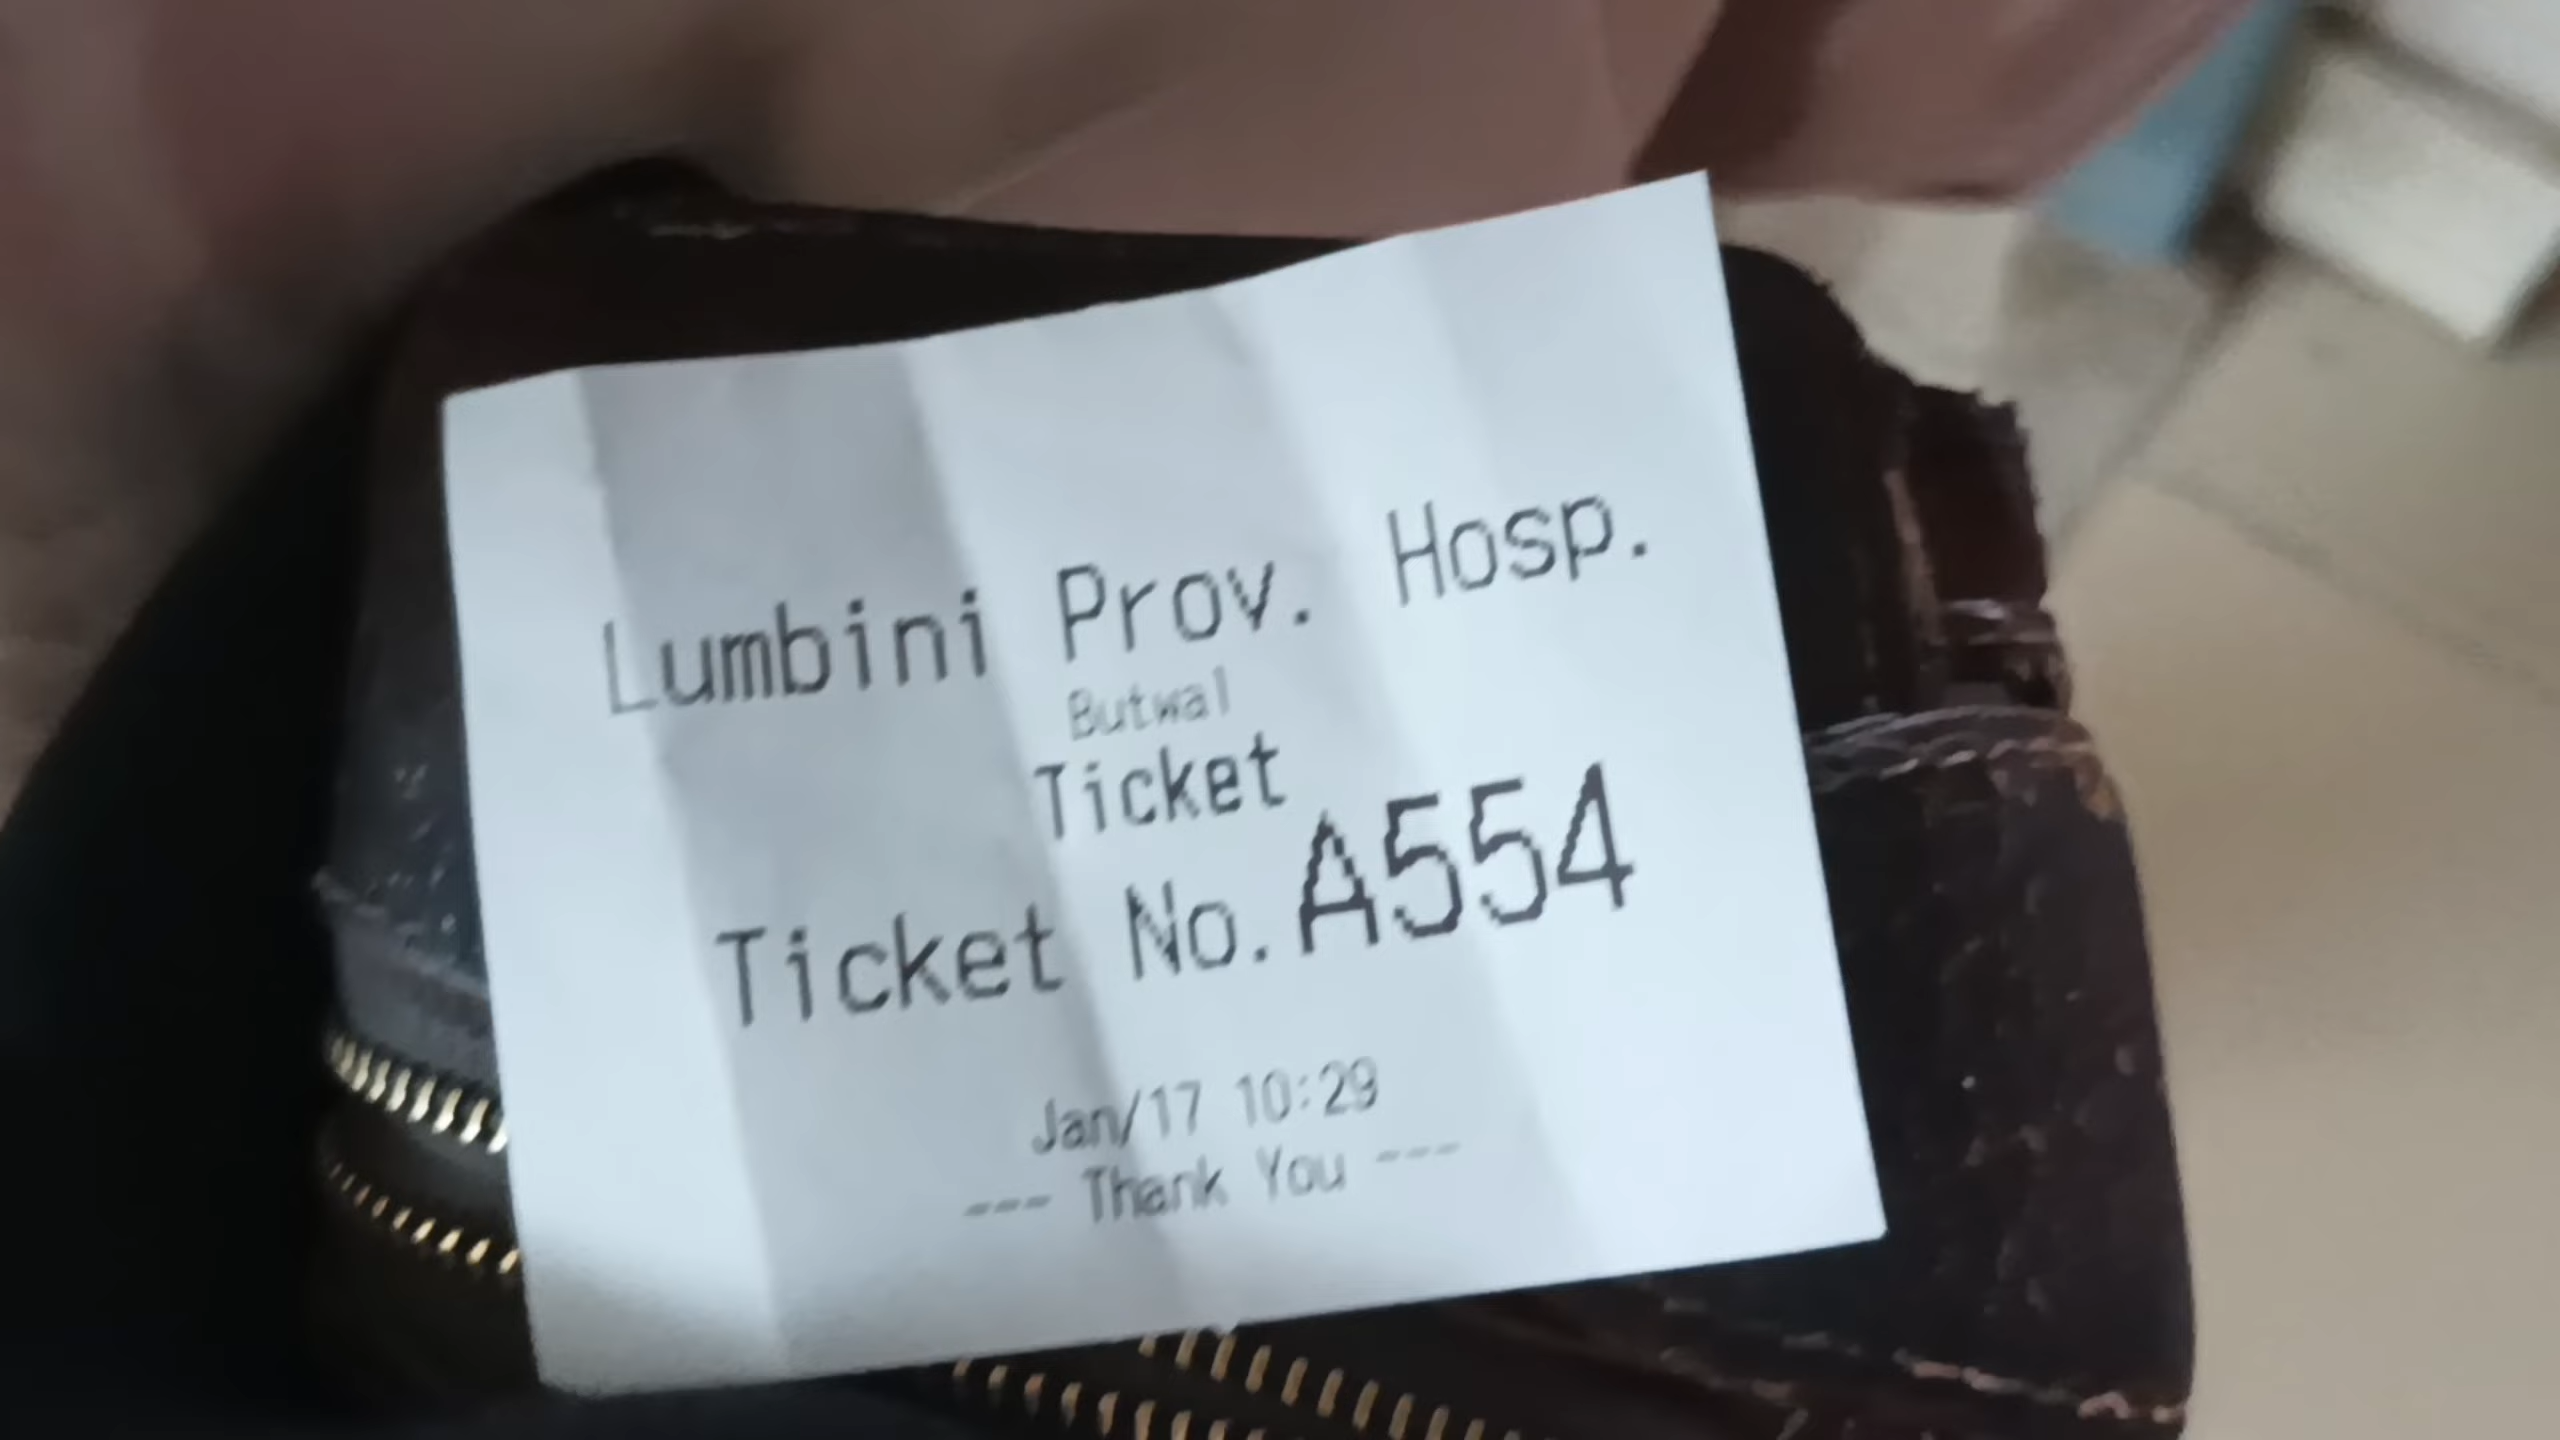 Lumbini Prov. Hosp.
Butwal
Ticket
Ticket No. A554
Jan/17 10:29
--- Thank You ---